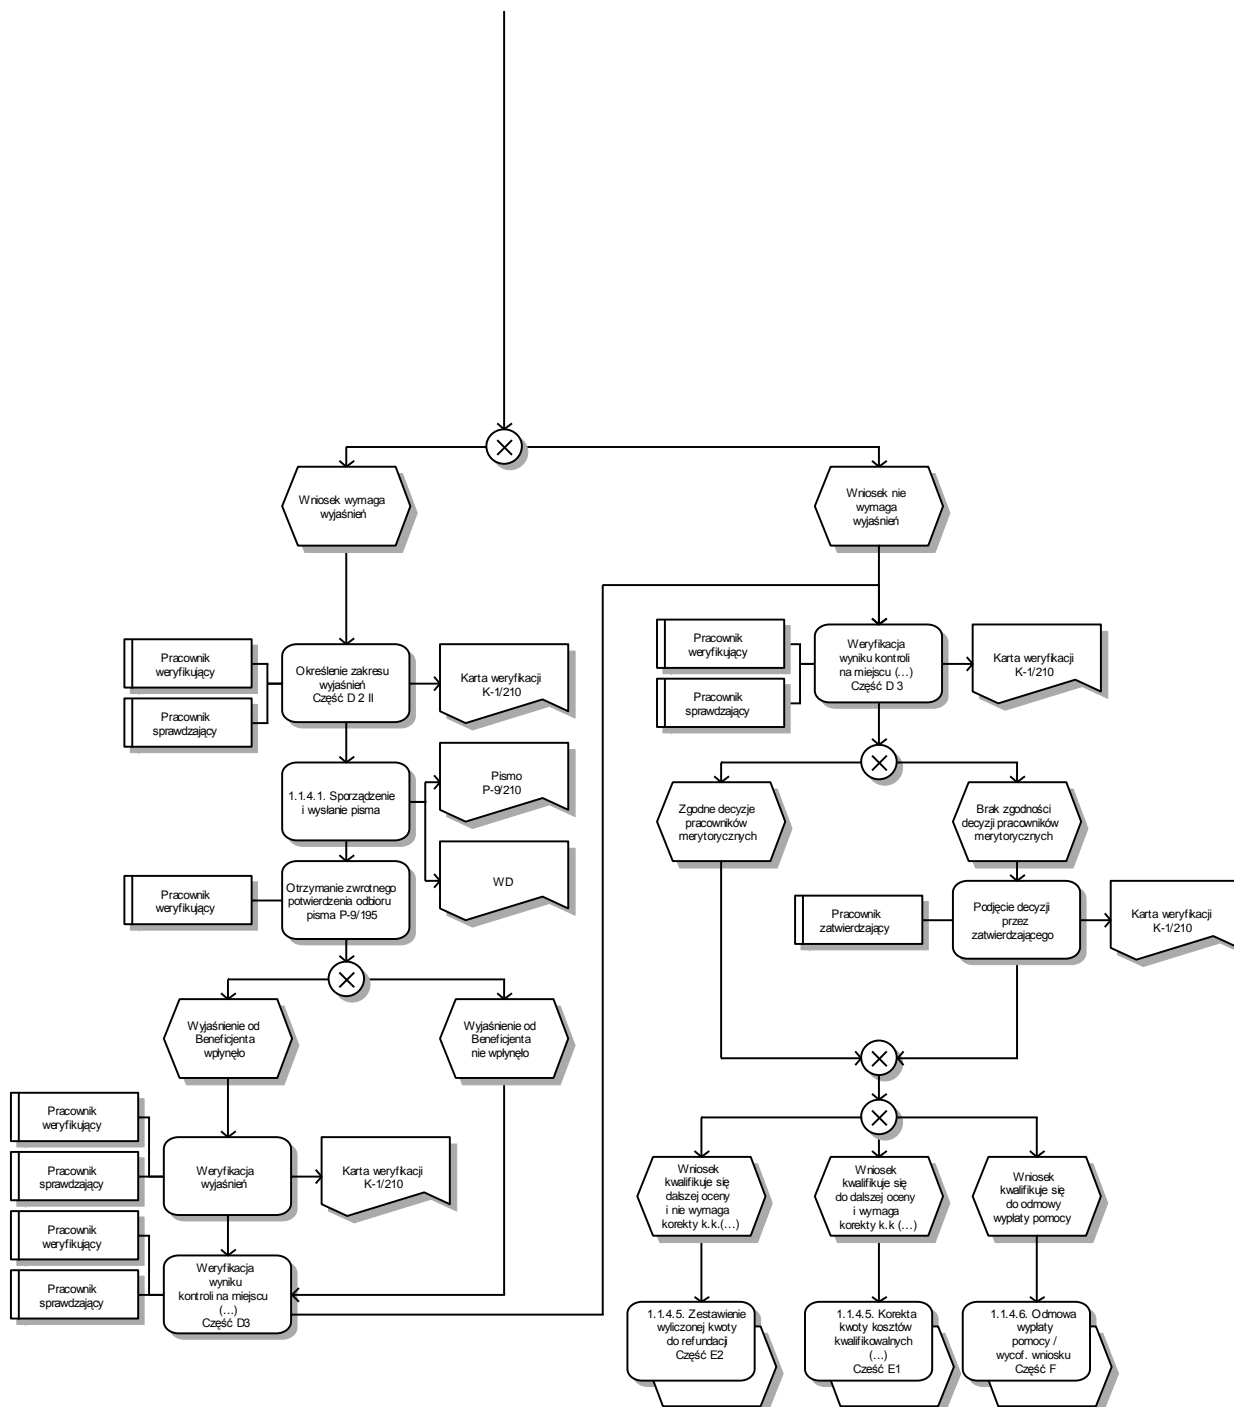 Wniosek wymaga
wyjaśnień
Wniosek nie
wymaga
wyjaśnień
Pracownik
weryfikujący
Pracownik
sprawdzający
Określenie zakresu
wyjaśnień
Część D 2 II
Karta weryfikacji
K-1/210
Pracownik
weryfikujący
Pracownik
sprawdzający
Weryfikacja
wyniku kontroli
na miejscu (...)
Część D 3
Karta weryfikacji
K-1/210
1.1.4.1. Sporządzenie
i wysłanie pisma
Pismo
P-9/210
WD
Zgodne decyzje
pracowników
merytorycznych
Brak zgodności
decyzji pracowników
merytorycznych
Pracownik
weryfikujący
Otrzymanie zwrotnego
potwierdzenia odbioru
pisma P-9/195
Pracownik
zatwierdzający
Podjęcie decyzji
przez
zatwierdzającego
Karta weryfikacji
K-1/210
Wyjaśnienie od
Beneficjenta
wpłynęło
Wyjaśnienie od
Beneficjenta
nie wpłynęło
Pracownik
weryfikujący
Pracownik
sprawdzający
Weryfikacja
wyjaśnień
Karta weryfikacji
K-1/210
Pracownik
weryfikujący
Pracownik
sprawdzający
Weryfikacja
wyniku
kontroli na miejscu
(...)
Część D3
Wniosek
kwalifikuje się
dalszej oceny
i nie wymaga
korekty k.k.(...)
Wniosek
kwalifikuje się
do dalszej oceny
i wymaga
korekty k.k (...)
Wniosek
kwalifikuje się
do odmowy
wypłaty pomocy
1.1.4.5. Zestawienie
wyliczonej kwoty
do refundacji
Część E2
1.1.4.5. Korekta
kwoty kosztów
kwalifikowalnych
(...)
Cześć E1
1.1.4.6. Odmowa
wypłaty
pomocy /
wycof. wniosku
Część F